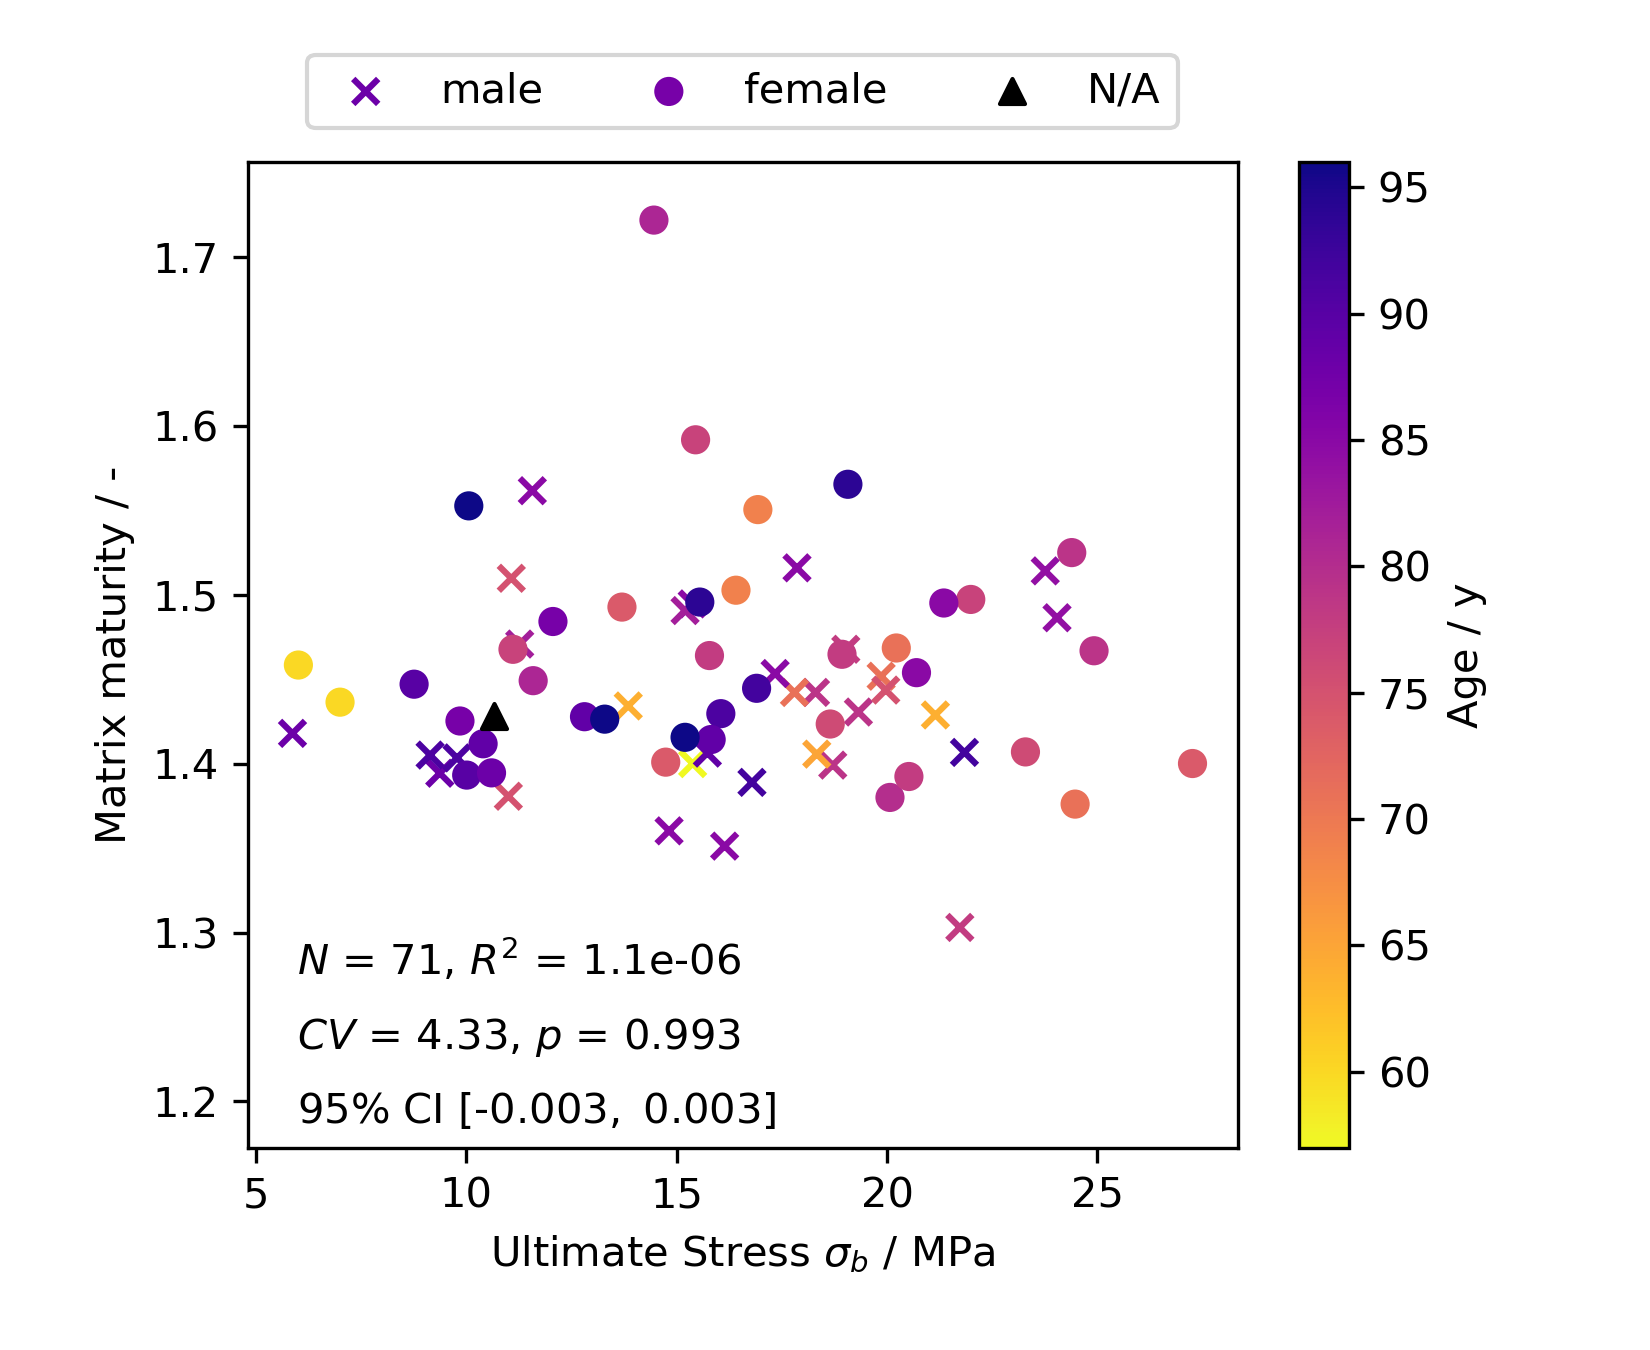 male female N/A
1.7
1.6
1.5
1.4
1.3
1.2
Matrix maturity / -
N = 71, R² = 1.1e-06
CV = 4.33, p = 0.993
95% CI [-0.003, 0.003]
5 10 15 20 25
Ultimate Stress σ_b / MPa
95
90
85
80
75
70
65
60
Age / y